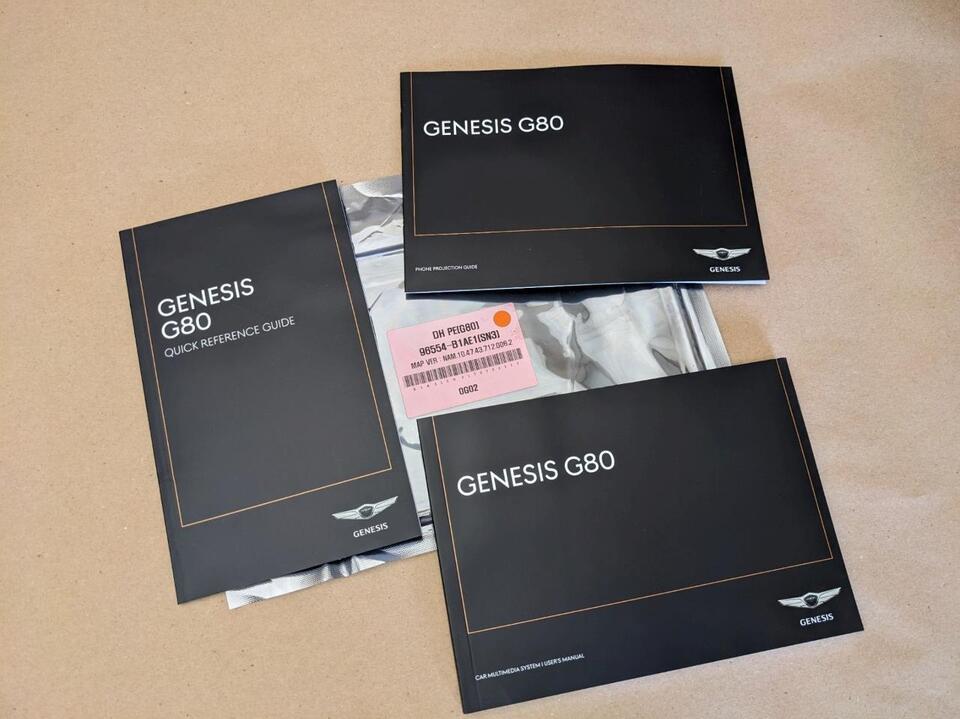 GENESIS G80
PHONE PROJECTION GUIDE
GENESIS
GENESIS
G80
QUICK REFERENCE GUIDE
GENESIS
DH PE[G80]
96554-B1AE1[SN3]
MAP VER : NAM.10.47.43.712.006.2
0G02
GENESIS G80
GENESIS
CAR MULTIMEDIA SYSTEM I USER'S MANUAL